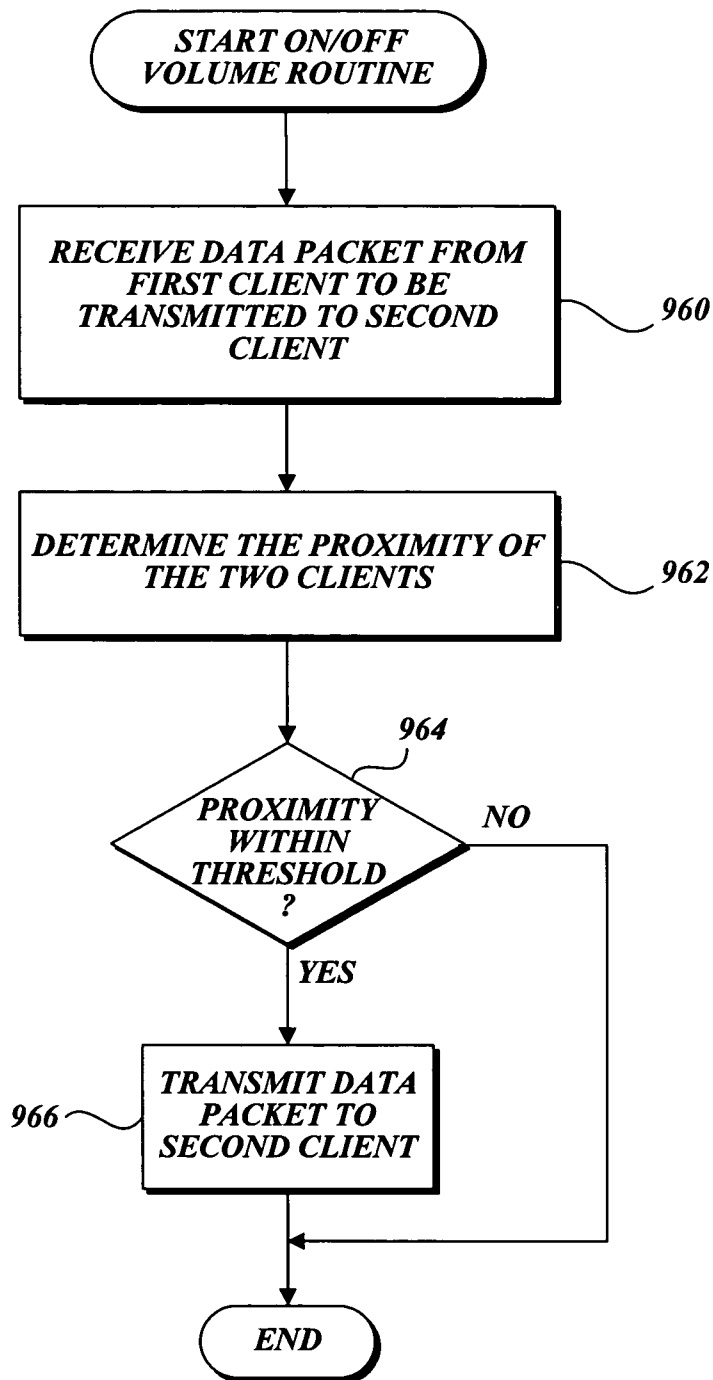 START ON/OFF
VOLUME ROUTINE
RECEIVE DATA PACKET FROM
FIRST CLIENT TO BE
TRANSMITTED TO SECOND
CLIENT
960
DETERMINE THE PROXIMITY OF
THE TWO CLIENTS
962
964
PROXIMITY
WITHIN
THRESHOLD
?
NO
YES
TRANSMIT DATA
PACKET TO
SECOND CLIENT
966
END